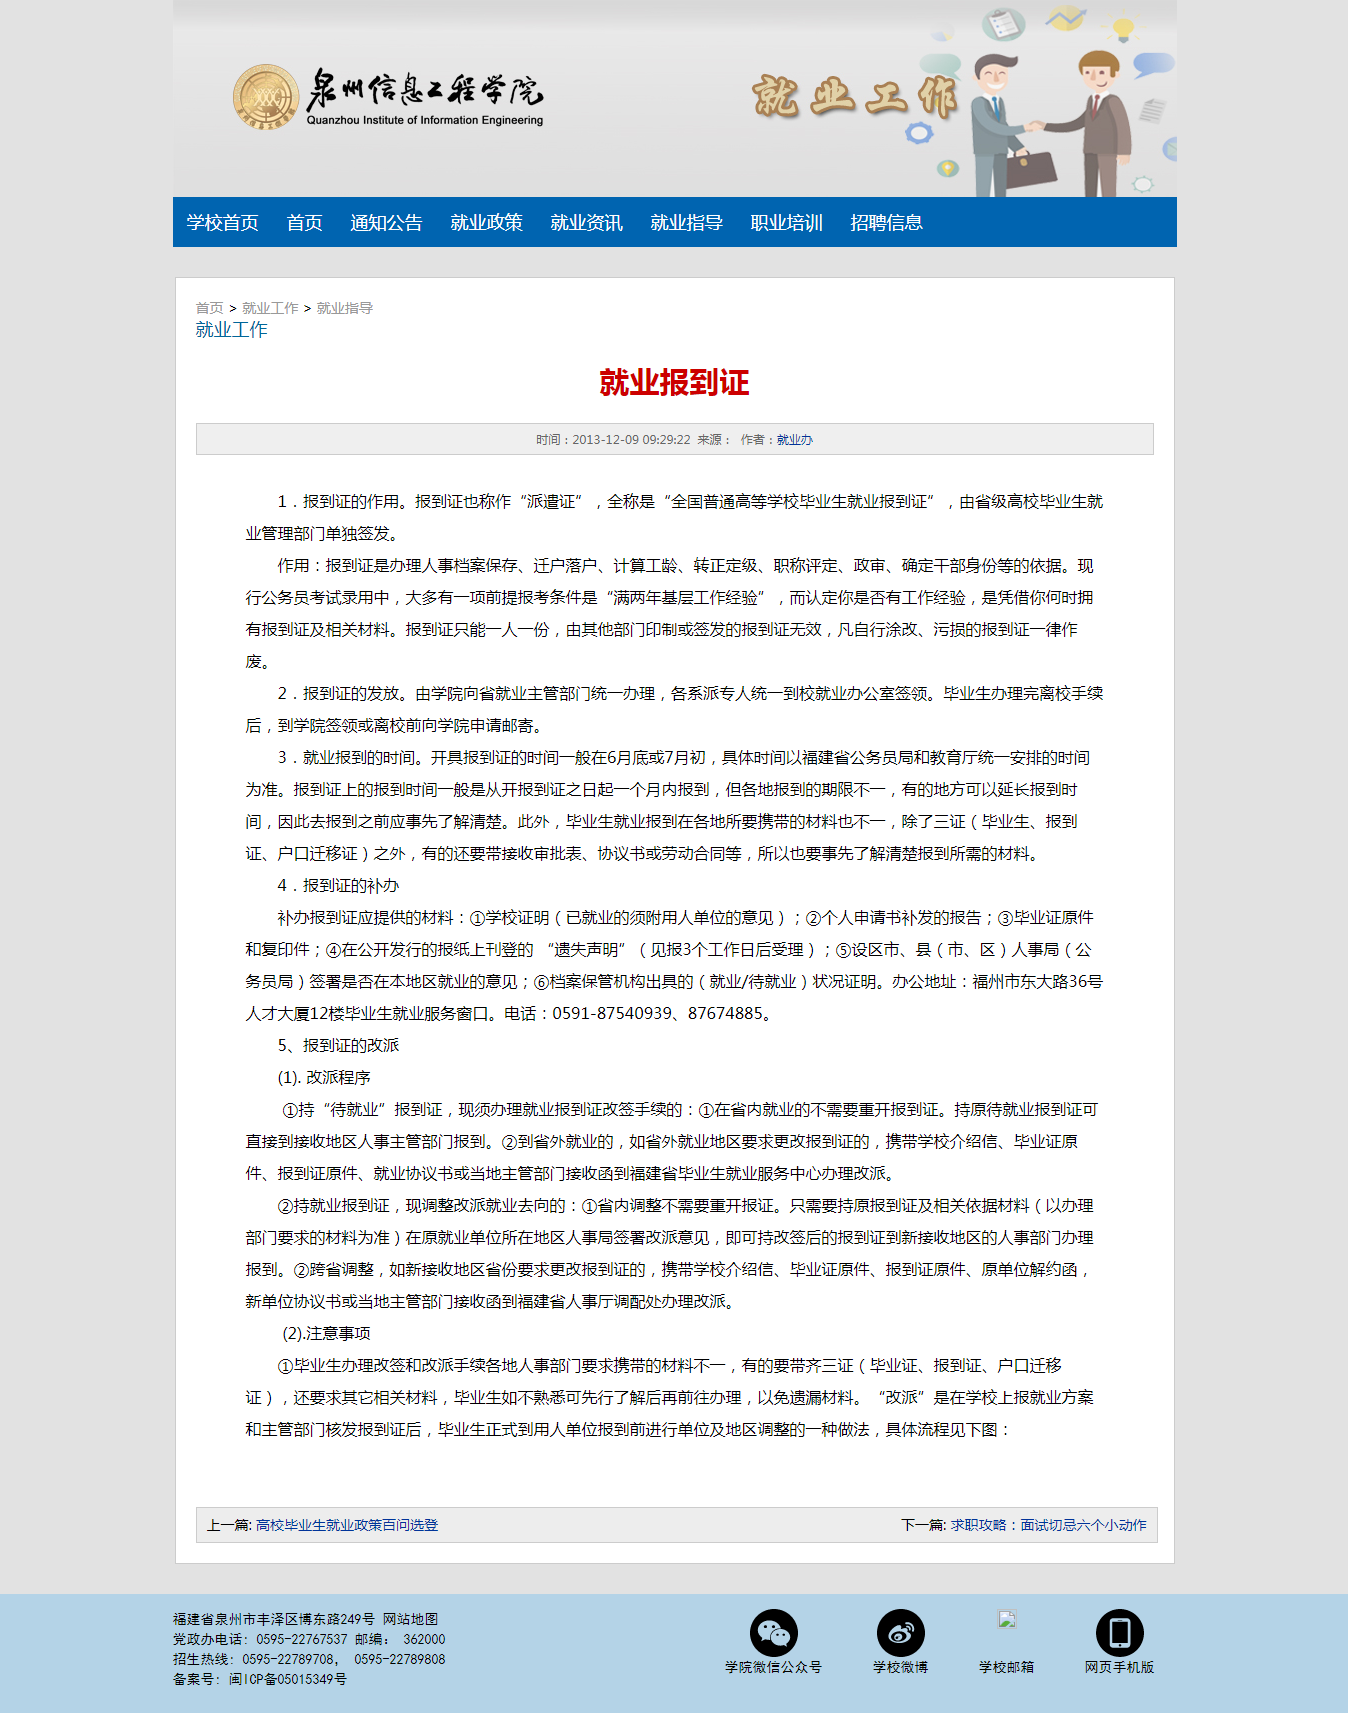 泉州信息工程学院
Quanzhou Institute of Information Engineering
就业工作
学校首页 首页 通知公告 就业政策 就业资讯 就业指导 职业培训 招聘信息
首页 > 就业工作 > 就业指导
就业工作
就业报到证
时间：2013-12-09 09:29:22 来源： 作者：就业办
1．报到证的作用。报到证也称作“派遣证”，全称是“全国普通高等学校毕业生就业报到证”，由省级高校毕业生就
业管理部门单独签发。
作用：报到证是办理人事档案保存、迁户落户、计算工龄、转正定级、职称评定、政审、确定干部身份等的依据。现
行公务员考试录用中，大多有一项前提报考条件是“满两年基层工作经验”，而认定你是否有工作经验，是凭借你何时拥
有报到证及相关材料。报到证只能一人一份，由其他部门印制或签发的报到证无效，凡自行涂改、污损的报到证一律作
废。
2．报到证的发放。由学院向省就业主管部门统一办理，各系派专人统一到校就业办公室签领。毕业生办理完离校手续
后，到学院签领或离校前向学院申请邮寄。
3．就业报到的时间。开具报到证的时间一般在6月底或7月初，具体时间以福建省公务员局和教育厅统一安排的时间
为准。报到证上的报到时间一般是从开报到证之日起一个月内报到，但各地报到的期限不一，有的地方可以延长报到时
间，因此去报到之前应事先了解清楚。此外，毕业生就业报到在各地所要携带的材料也不一，除了三证（毕业生、报到
证、户口迁移证）之外，有的还要带接收审批表、协议书或劳动合同等，所以也要事先了解清楚报到所需的材料。
4．报到证的补办
补办报到证应提供的材料：①学校证明（已就业的须附用人单位的意见）；②个人申请书补发的报告；③毕业证原件
和复印件；④在公开发行的报纸上刊登的 “遗失声明”（见报3个工作日后受理）；⑤设区市、县（市、区）人事局（公
务员局）签署是否在本地区就业的意见；⑥档案保管机构出具的（就业/待就业）状况证明。办公地址：福州市东大路36号
人才大厦12楼毕业生就业服务窗口。电话：0591-87540939、87674885。
5、报到证的改派
(1). 改派程序
①持“待就业”报到证，现须办理就业报到证改签手续的：①在省内就业的不需要重开报到证。持原待就业报到证可
直接到接收地区人事主管部门报到。②到省外就业的，如省外就业地区要求更改报到证的，携带学校介绍信、毕业证原
件、报到证原件、就业协议书或当地主管部门接收函到福建省毕业生就业服务中心办理改派。
②持就业报到证，现调整改派就业去向的：①省内调整不需要重开报证。只需要持原报到证及相关依据材料（以办理
部门要求的材料为准）在原就业单位所在地区人事局签署改派意见，即可持改签后的报到证到新接收地区的人事部门办理
报到。②跨省调整，如新接收地区省份要求更改报到证的，携带学校介绍信、毕业证原件、报到证原件、原单位解约函，
新单位协议书或当地主管部门接收函到福建省人事厅调配处办理改派。
(2).注意事项
①毕业生办理改签和改派手续各地人事部门要求携带的材料不一，有的要带齐三证（毕业证、报到证、户口迁移
证），还要求其它相关材料，毕业生如不熟悉可先行了解后再前往办理，以免遗漏材料。“改派”是在学校上报就业方案
和主管部门核发报到证后，毕业生正式到用人单位报到前进行单位及地区调整的一种做法，具体流程见下图：
上一篇: 高校毕业生就业政策百问选登 下一篇: 求职攻略：面试切忌六个小动作
福建省泉州市丰泽区博东路249号 网站地图
党政办电话: 0595-22767537 邮编： 362000
招生热线: 0595-22789708， 0595-22789808
备案号: 闽ICP备05015349号
学院微信公众号 学校微博 学校邮箱 网页手机版